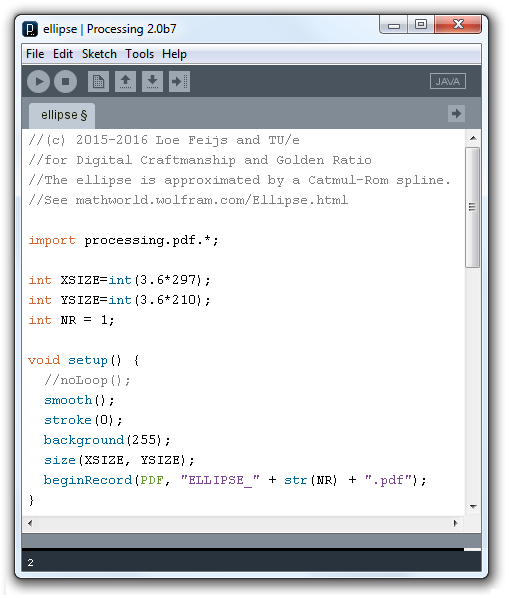 ellipse | Processing 2.0b7
File Edit Sketch Tools Help
JAVA
ellipse §
//(c) 2015-2016 Loe Feijs and TU/e
//for Digital Craftmanship and Golden Ratio
//The ellipse is approximated by a Catmul-Rom spline.
//See mathworld.wolfram.com/Ellipse.html
import processing.pdf.*;
int XSIZE=int(3.6*297);
int YSIZE=int(3.6*210);
int NR = 1;
void setup() {
  //noLoop();
  smooth();
  stroke(0);
  background(255);
  size(XSIZE, YSIZE);
  beginRecord(PDF, "ELLIPSE_" + str(NR) + ".pdf");
}
2